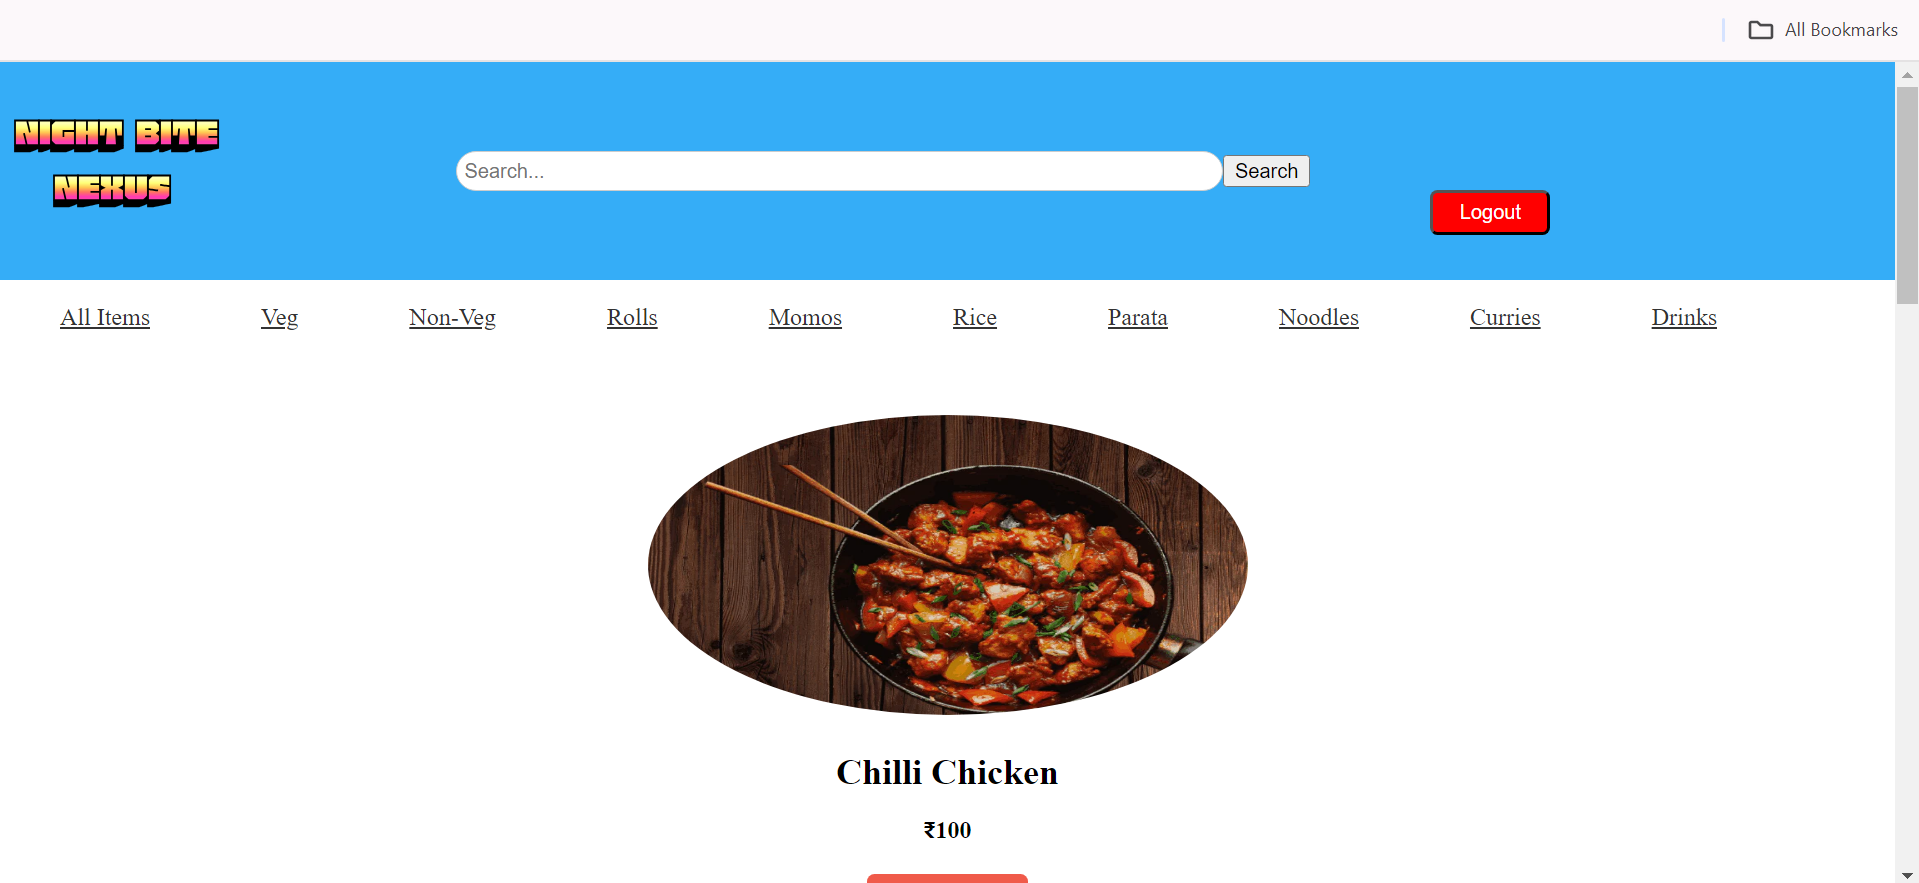 All Bookmarks
NIGHT BITE
NEXUS
Search...
Search
Logout
All Items
Veg
Non-Veg
Rolls
Momos
Rice
Parata
Noodles
Curries
Drinks
Chilli Chicken
₹100